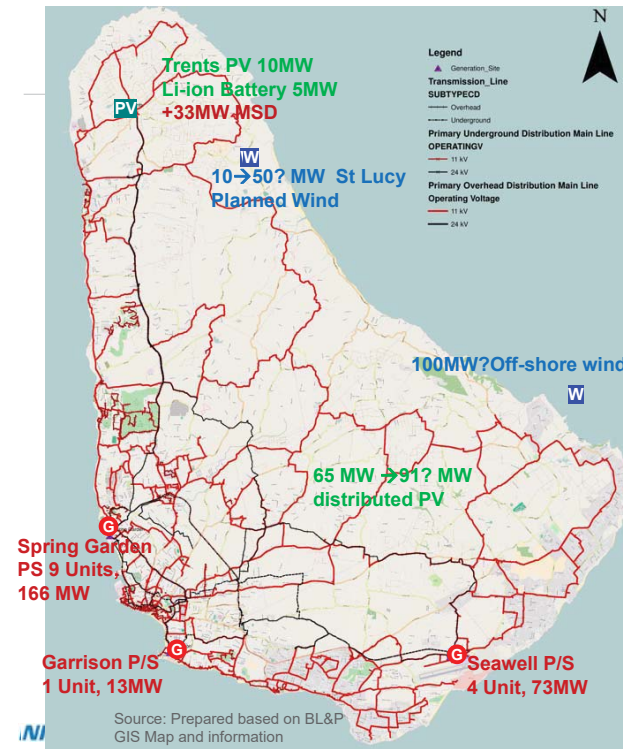 N
Trents PV 10MW
Li-ion Battery 5MW
+33MW MSD
PV
Legend
Generation_Site
Transmission_Line
SUBTYPECD
Overhead
Underground
Primary Underground Distribution Main Line
OPERATINGV
11 kV
24 kV
Primary Overhead Distribution Main Line
Operating Voltage
11 kV
24 kV
W
10→50? MW St Lucy
Planned Wind
100MW?Off-shore wind
W
65 MW →91? MW
distributed PV
G
Spring Garden
PS 9 Units,
166 MW
G
Garrison P/S
1 Unit, 13MW
G
Seawell P/S
4 Unit, 73MW
Source: Prepared based on BL&P
GIS Map and information